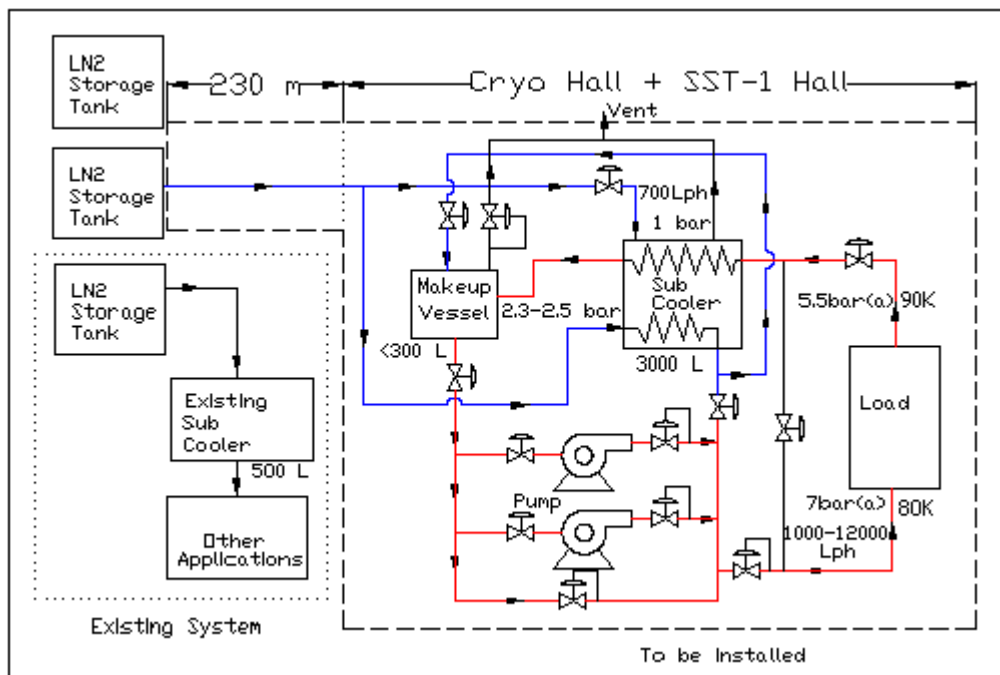 LN2
Storage
Tank
230 m
Cryo Hall + SST-1 Hall
Vent
LN2
Storage
Tank
700Lph
1 bar
LN2
Storage
Tank
Makeup
Vessel
2.3-2.5 bar
Sub
Cooler
5.5bar(a)
90K
<300 L
3000 L
Existing
Sub
Cooler
Load
500 L
Pump
7bar(a)
80K
1000-12000
Lph
Other
Applications
Existing System
To be Installed